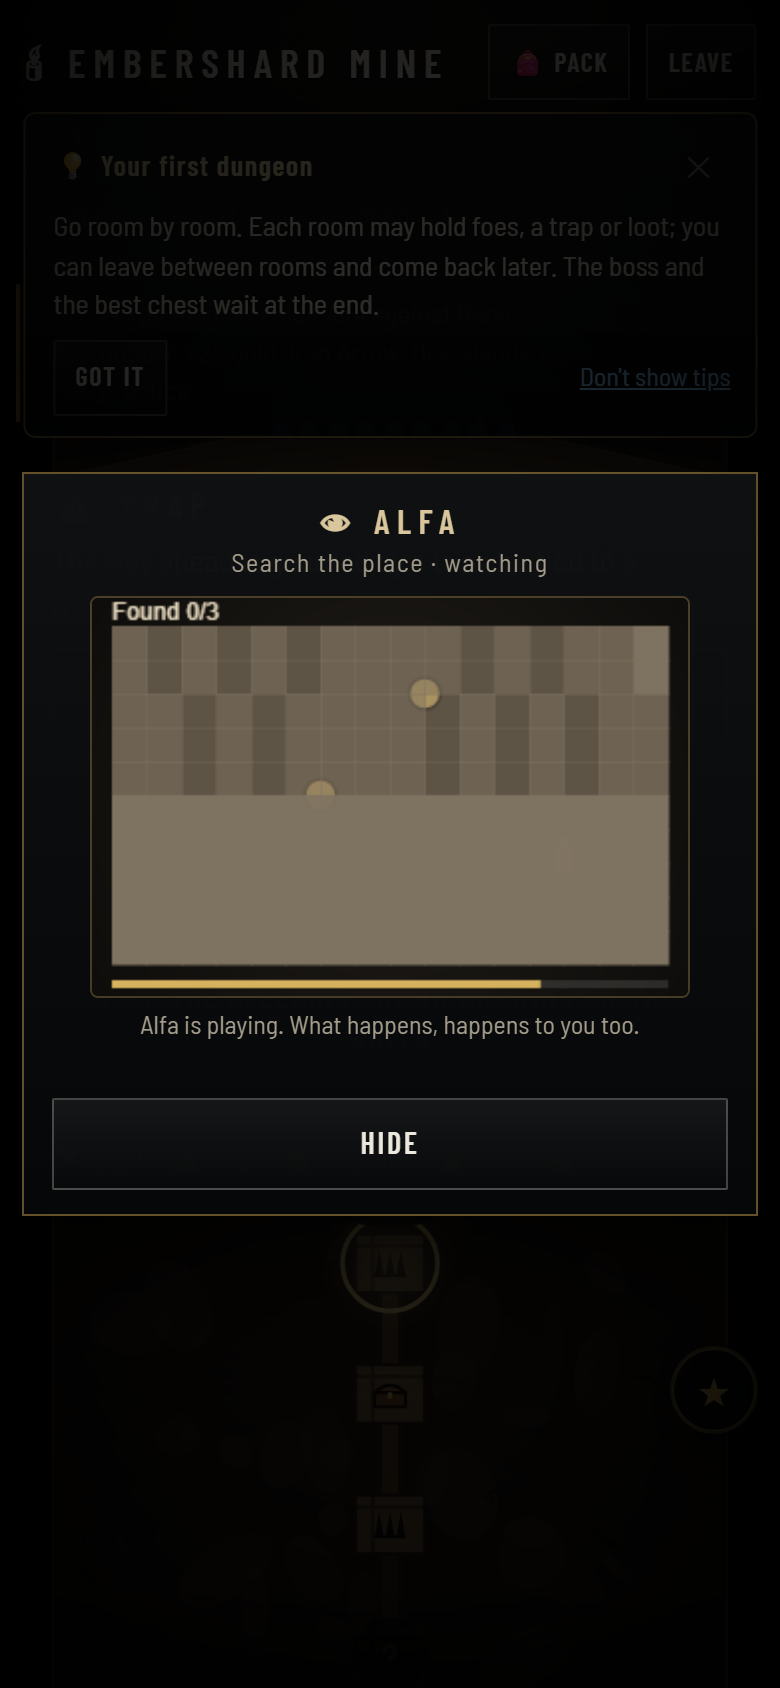 EMBERSHARD MINE
PACK
LEAVE
Your first dungeon
Go room by room. Each room may hold foes, a trap or loot; you
can leave between rooms and come back later. The boss and
the best chest wait at the end.
GOT IT
Don't show tips
ALFA
Search the place · watching
Found 0/3
Alfa is playing. What happens, happens to you too.
HIDE